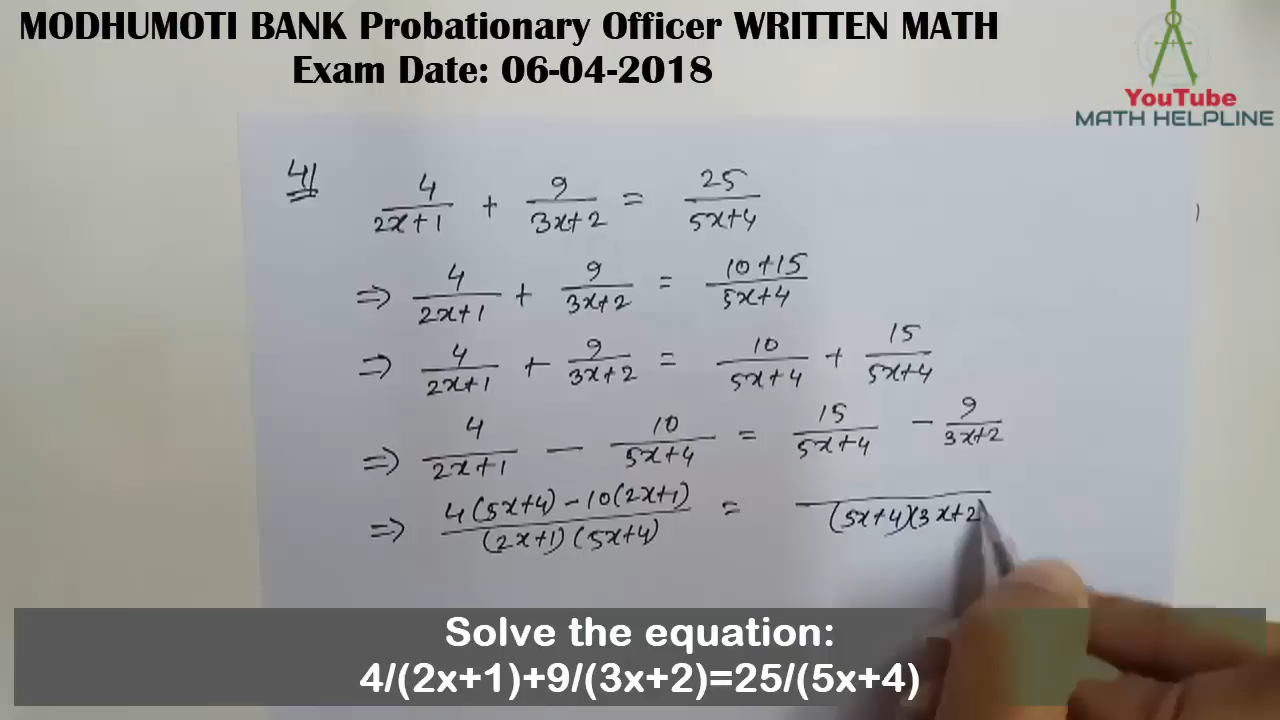 MODHUMOTI BANK Probationary Officer WRITTEN MATH
Exam Date: 06-04-2018
YouTube
MATH HELPLINE
4| 4/(2x+1) + 9/(3x+2) = 25/(5x+4)
⇒ 4/(2x+1) + 9/(3x+2) = (10+15)/(5x+4)
⇒ 4/(2x+1) + 9/(3x+2) = 10/(5x+4) + 15/(5x+4)
⇒ 4/(2x+1) − 10/(5x+4) = 15/(5x+4) − 9/(3x+2)
⇒ (4(5x+4) − 10(2x+1))/((2x+1)(5x+4)) = /(5x+4)(3x+2
Solve the equation:
4/(2x+1)+9/(3x+2)=25/(5x+4)